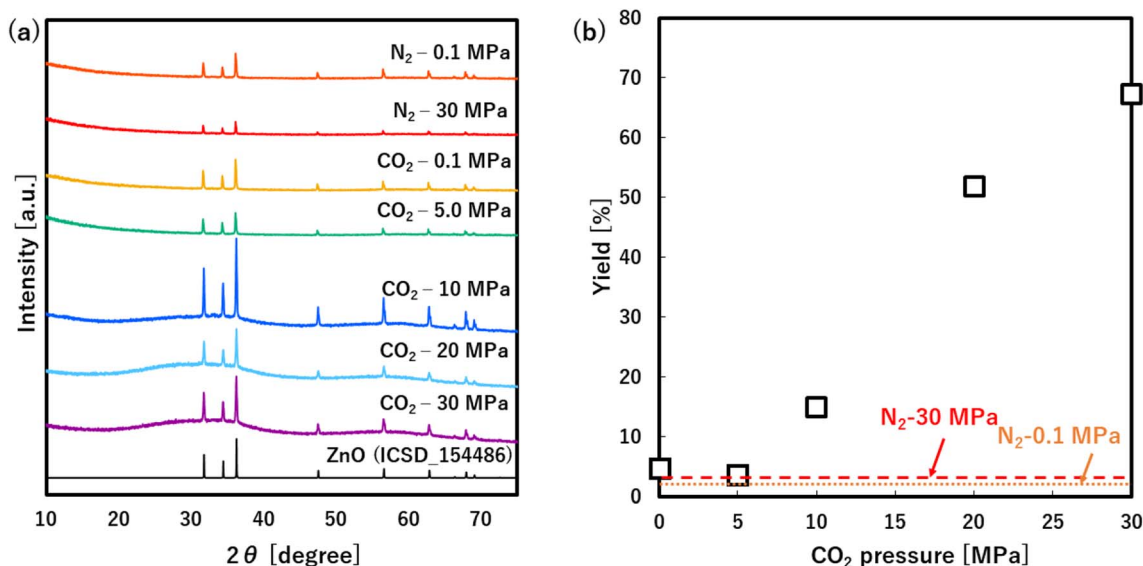 (a)
N₂ – 0.1 MPa
N₂ – 30 MPa
CO₂ – 0.1 MPa
CO₂ – 5.0 MPa
CO₂ – 10 MPa
CO₂ – 20 MPa
CO₂ – 30 MPa
ZnO (ICSD_154486)
Intensity [a.u.]
10 20 30 40 50 60 70
2θ [degree]
(b)
80
70
60
50
40
30
20
10
0
Yield [%]
N₂-30 MPa
N₂-0.1 MPa
0 5 10 15 20 25 30
CO₂ pressure [MPa]